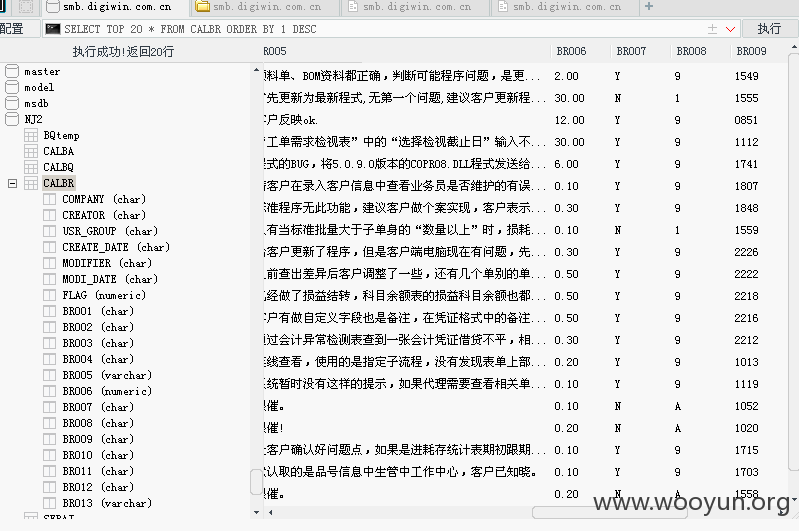 smb.digiwin.com.cn smb.digiwin.com.cn smb.digiwin.com.cn smb.digiwin.com.cn +
配置 SELECT TOP 20 * FROM CALBR ORDER BY 1 DESC 执行
执行成功!返回20行
master
model
msdb
NJ2
BQtemp
CALBA
CALBQ
CALBR
COMPANY (char)
CREATOR (char)
USR_GROUP (char)
CREATE_DATE (char)
MODIFIER (char)
MODI_DATE (char)
FLAG (numeric)
BR001 (char)
BR002 (char)
BR003 (char)
BR004 (char)
BR005 (varchar)
BR006 (numeric)
BR007 (char)
BR008 (char)
BR009 (char)
BR010 (char)
BR011 (char)
BR012 (char)
BR013 (varchar)
R005 BR006 BR007 BR008 BR009
料单、BOM资料都正确，判断可能程序问题，是更... 2.00 Y 9 1549
先更新为最新程式,无第一个问题,建议客户更新程... 30.00 N 1 1555
户反映ok. 12.00 Y 9 0851
工单需求检视表”中的“选择检视截止日”输入不... 30.00 Y 9 1112
式的BUG，将5.0.9.0版本的COPR08.DLL程式发送给... 6.00 Y 9 1741
客户在录入客户信息中查看业务员是否维护的有误... 0.10 Y 9 1807
准程序无此功能，建议客户做个案实现，客户表示... 0.30 Y 9 1848
有当标准批量大于子单身的“数量以上”时，损耗... 0.10 N 1 1559
客户更新了程序，但是客户端电脑现在有问题，先... 0.30 Y 9 2226
前查出差异后客户调整了一些，还有几个单别的单... 0.50 Y 9 2222
经做了损益结转，科目余额表的损益科目余额也都... 0.50 Y 9 2218
户有做自定义字段也是备注，在凭证格式中的备注... 0.50 Y 9 2216
过会计异常检测表查到一张会计凭证借贷不平，相... 0.30 Y 9 2212
线查看，使用的是指定子流程，没有发现表单上部... 0.20 Y 9 1013
统暂时没有这样的提示，如果代理需要查看相关单... 0.10 Y 9 1119
催。 0.10 N A 1052
催! 0.20 N A 1020
客户确认好问题点，如果是进耗存统计表期初跟期... 0.10 Y 9 1715
认取的是品号信息中生管中工作中心，客户已知晓。 0.10 Y 9 1703
催。 0.20 N A 1558
www.wooyun.org